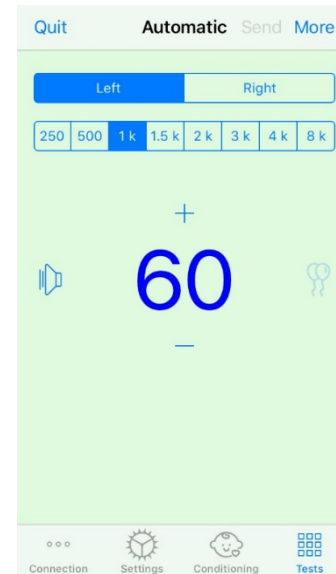 Quit Automatic Send More
Left Right
250 500 1 k 1.5 k 2 k 3 k 4 k 8 k
+
60
−
Connection Settings Conditioning Tests